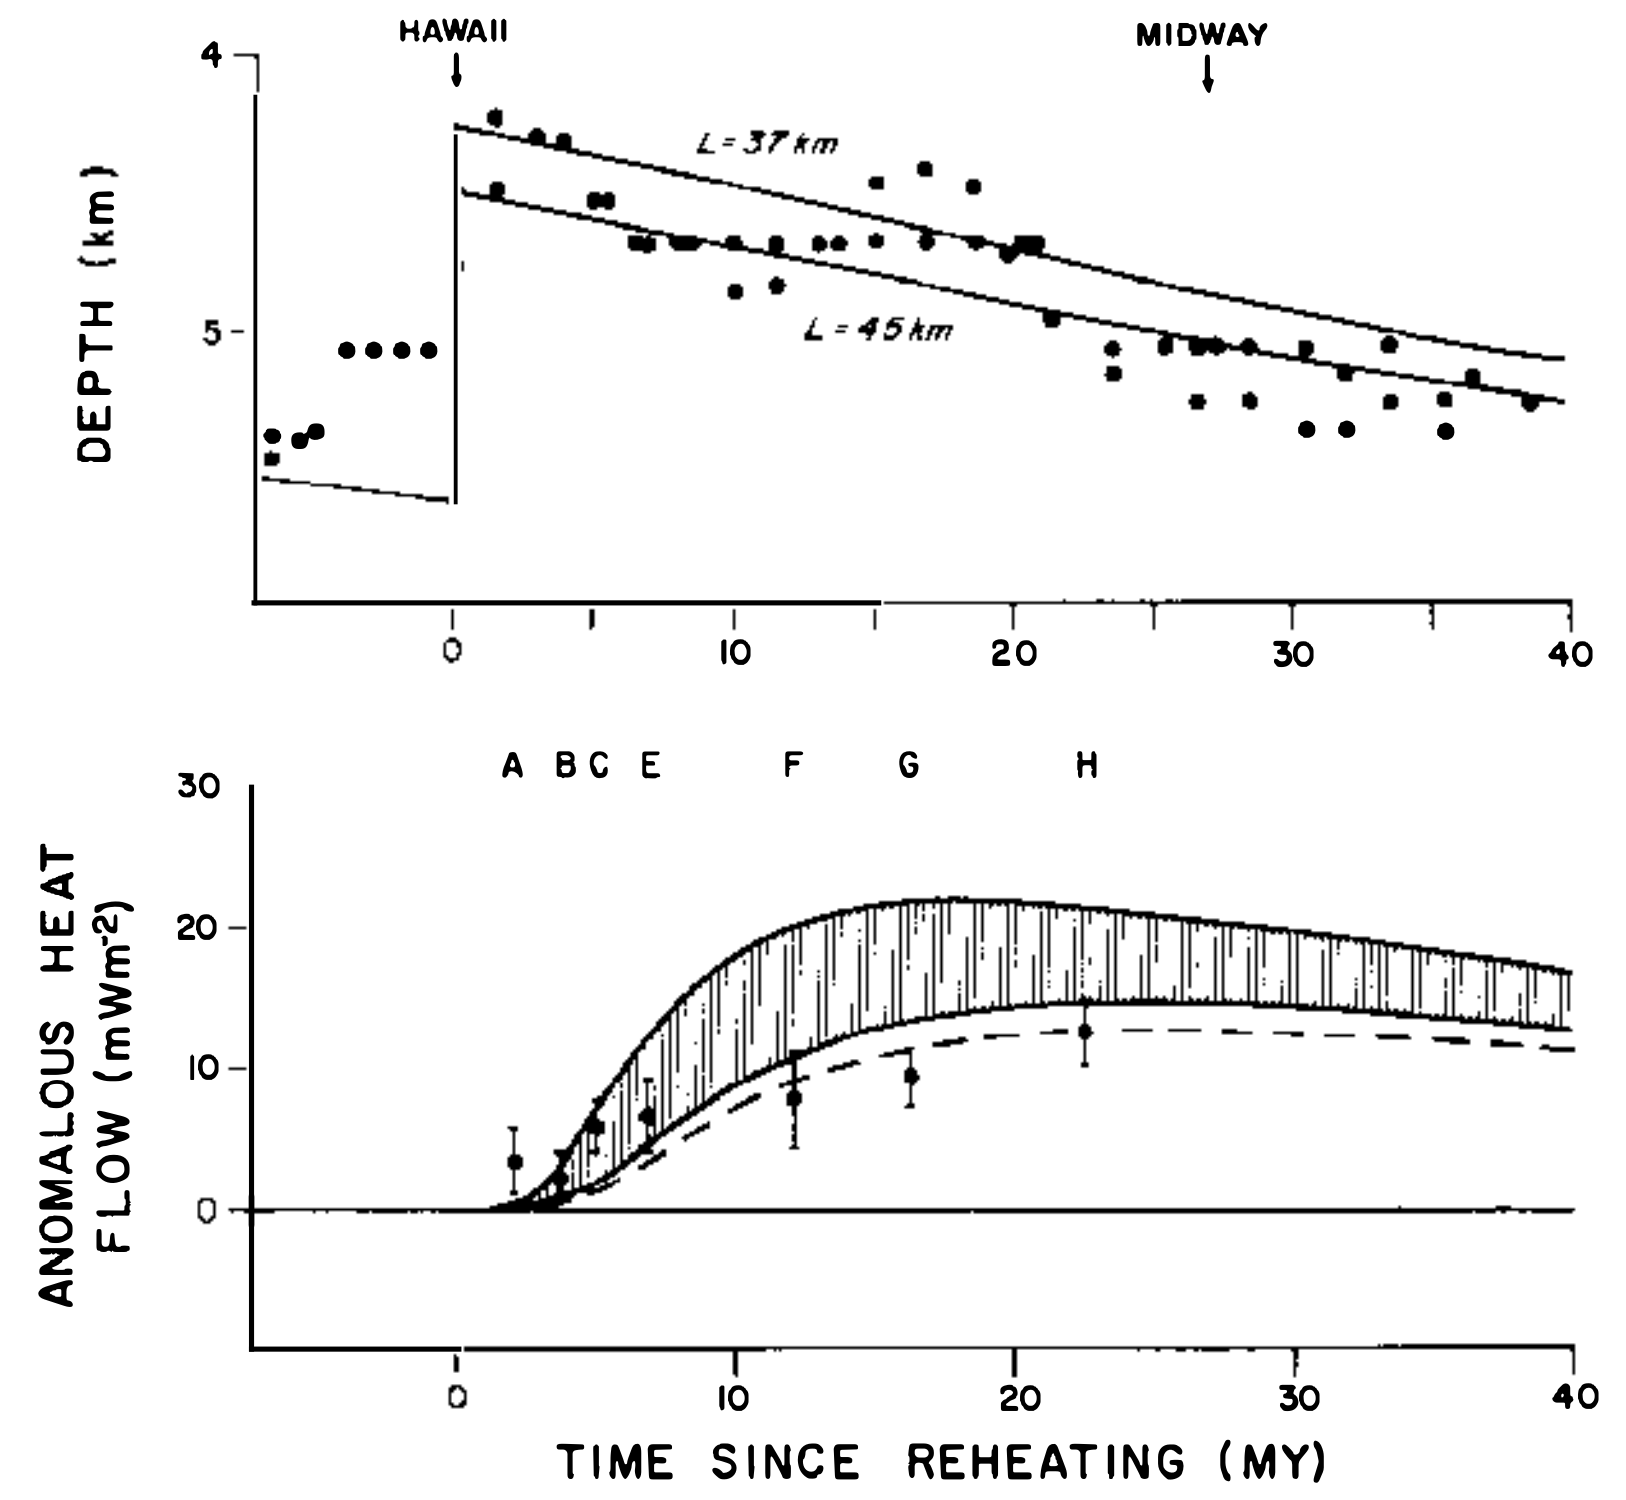 HAWAII
MIDWAY
4
L = 37 km
DEPTH (km)
5
L = 45 km
0 10 20 30 40
A B C E F G H
30
ANOMALOUS HEAT
FLOW (mWm-2)
20
10
0
0 10 20 30 40
TIME SINCE REHEATING (MY)